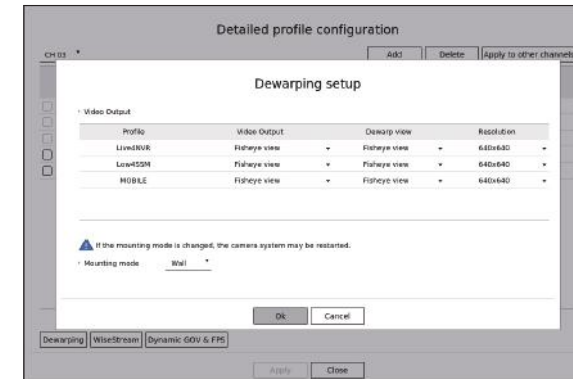 Detailed profile configuration
CH 03
Add Delete Apply to other channels
Dewarping setup
Video Output
Profile Video Output Dewarp view Resolution
Live4NVR Fisheye view Fisheye view 640x640
Low4SSM Fisheye view Fisheye view 640x640
MOBILE Fisheye view Fisheye view 640x640
If the mounting mode is changed, the camera system may be restarted.
Mounting mode Wall
Ok Cancel
Dewarping WiseStream Dynamic GOV & FPS
Apply Close